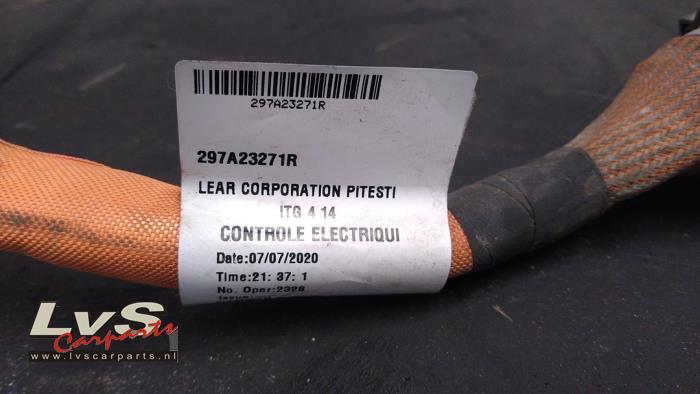 297A23271R
297A23271R
LEAR CORPORATION PITESTI
ITG 4 14
CONTROLE ELECTRIQUI
Date:07/07/2020
Time:21: 37: 1
No. Oper:2328
LvS
Carparts
www.lvscarparts.nl